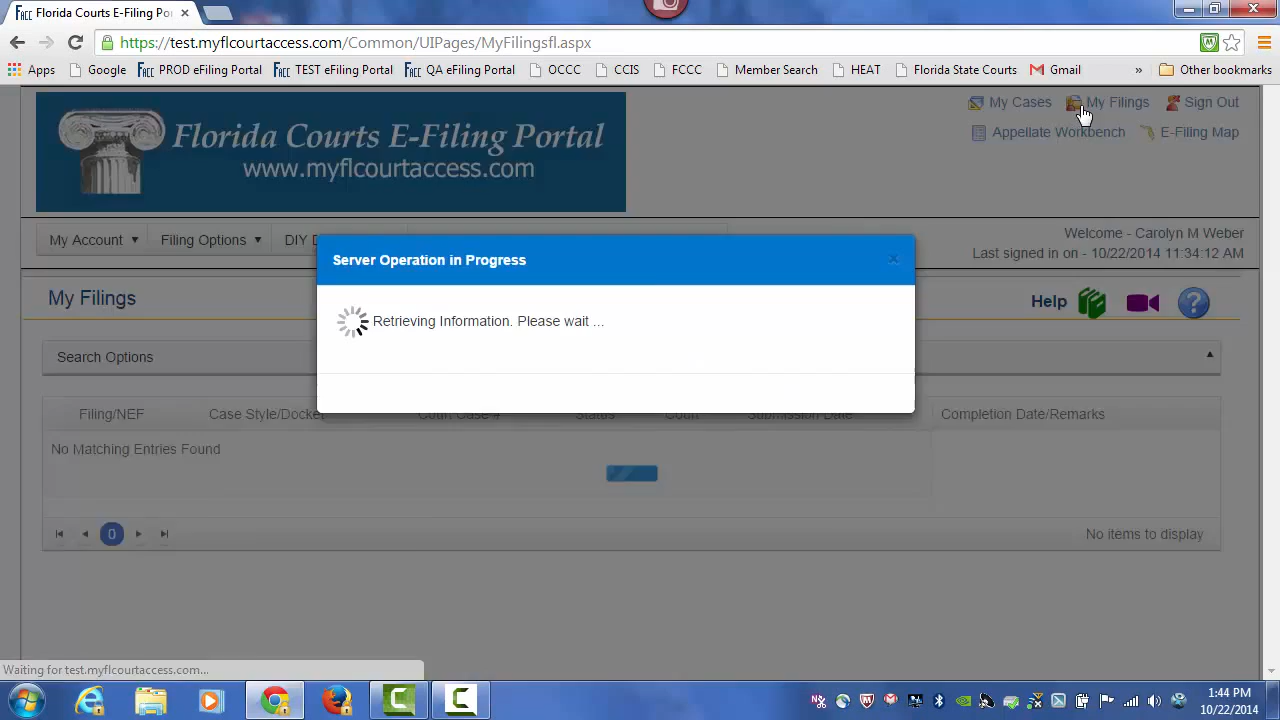 Florida Courts E-Filing Po
https://test.myflcourtaccess.com/Common/UIPages/MyFilingsfl.aspx
Apps Google PROD eFiling Portal TEST eFiling Portal QA eFiling Portal OCCC CCIS FCCC Member Search HEAT Florida State Courts Gmail » Other bookmarks
Florida Courts E-Filing Portal
www.myflcourtaccess.com
My Cases My Filings Sign Out
Appellate Workbench E-Filing Map
My Account Filing Options DIY D
Welcome - Carolyn M Weber
Last signed in on - 10/22/2014 11:34:12 AM
Server Operation in Progress
My Filings
Help
Retrieving Information. Please wait ...
Search Options
Filing/NEF Case Style/Docket Court Case # Status Court Submission Date Completion Date/Remarks
No Matching Entries Found
0
No items to display
Waiting for test.myflcourtaccess.com...
1:44 PM
10/22/2014